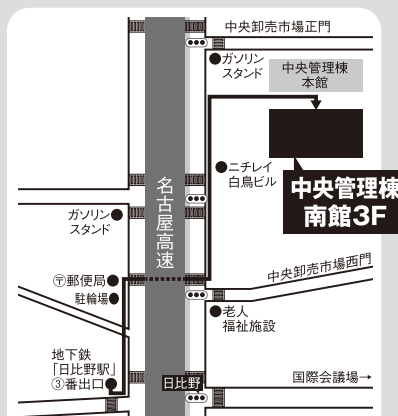 中央卸売市場正門
ガソリン
スタンド
中央管理棟
本館
ニチレイ
白鳥ビル
名古屋高速
中央管理棟
南館3F
ガソリン
スタンド
〶郵便局
駐輪場
中央卸売市場西門
老人
福祉施設
地下鉄
「日比野駅」
③番出口
日比野
国際会議場→